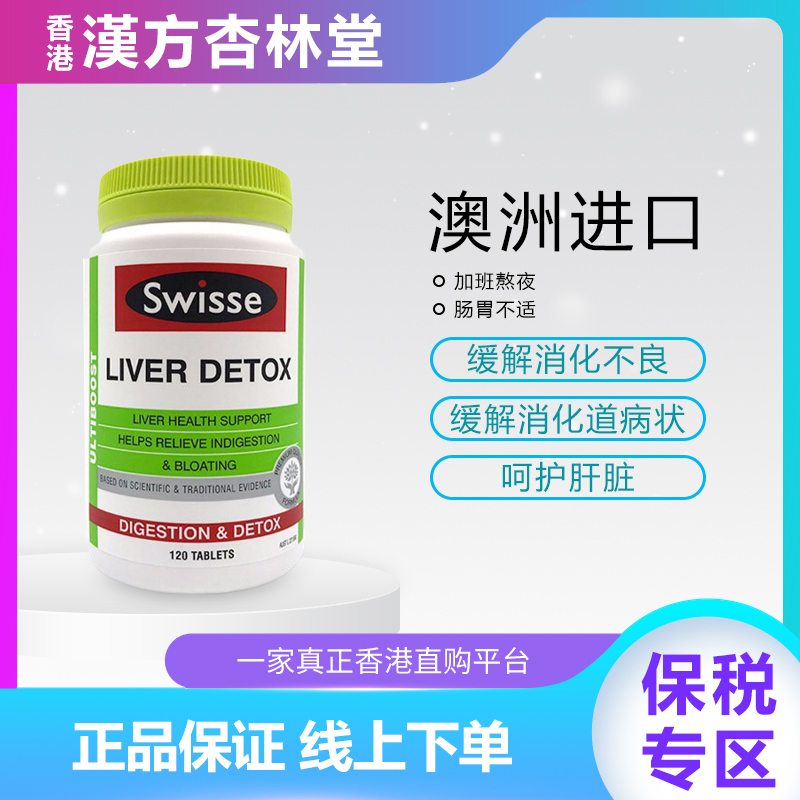 香港 漢方杏林堂
澳洲进口
加班熬夜
肠胃不适
缓解消化不良
缓解消化道病状
呵护肝脏
Swisse
ULTIBOOST
LIVER DETOX
LIVER HEALTH SUPPORT
HELPS RELIEVE INDIGESTION
& BLOATING
BASED ON SCIENTIFIC & TRADITIONAL EVIDENCE
DIGESTION & DETOX
120 TABLETS
一家真正香港直购平台
正品保证 线上下单
保税
专区